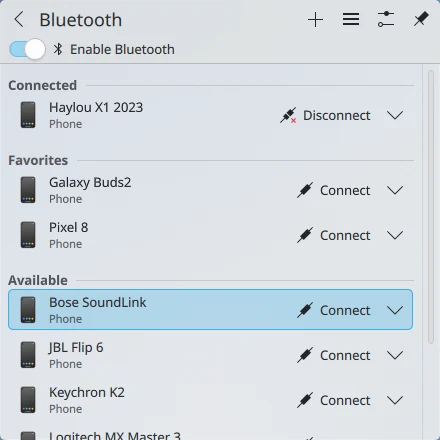 Bluetooth
Enable Bluetooth
Connected
Haylou X1 2023
Phone
Disconnect
Favorites
Galaxy Buds2
Phone
Connect
Pixel 8
Phone
Connect
Available
Bose SoundLink
Phone
Connect
JBL Flip 6
Phone
Connect
Keychron K2
Phone
Connect
Logitech MX Master 3